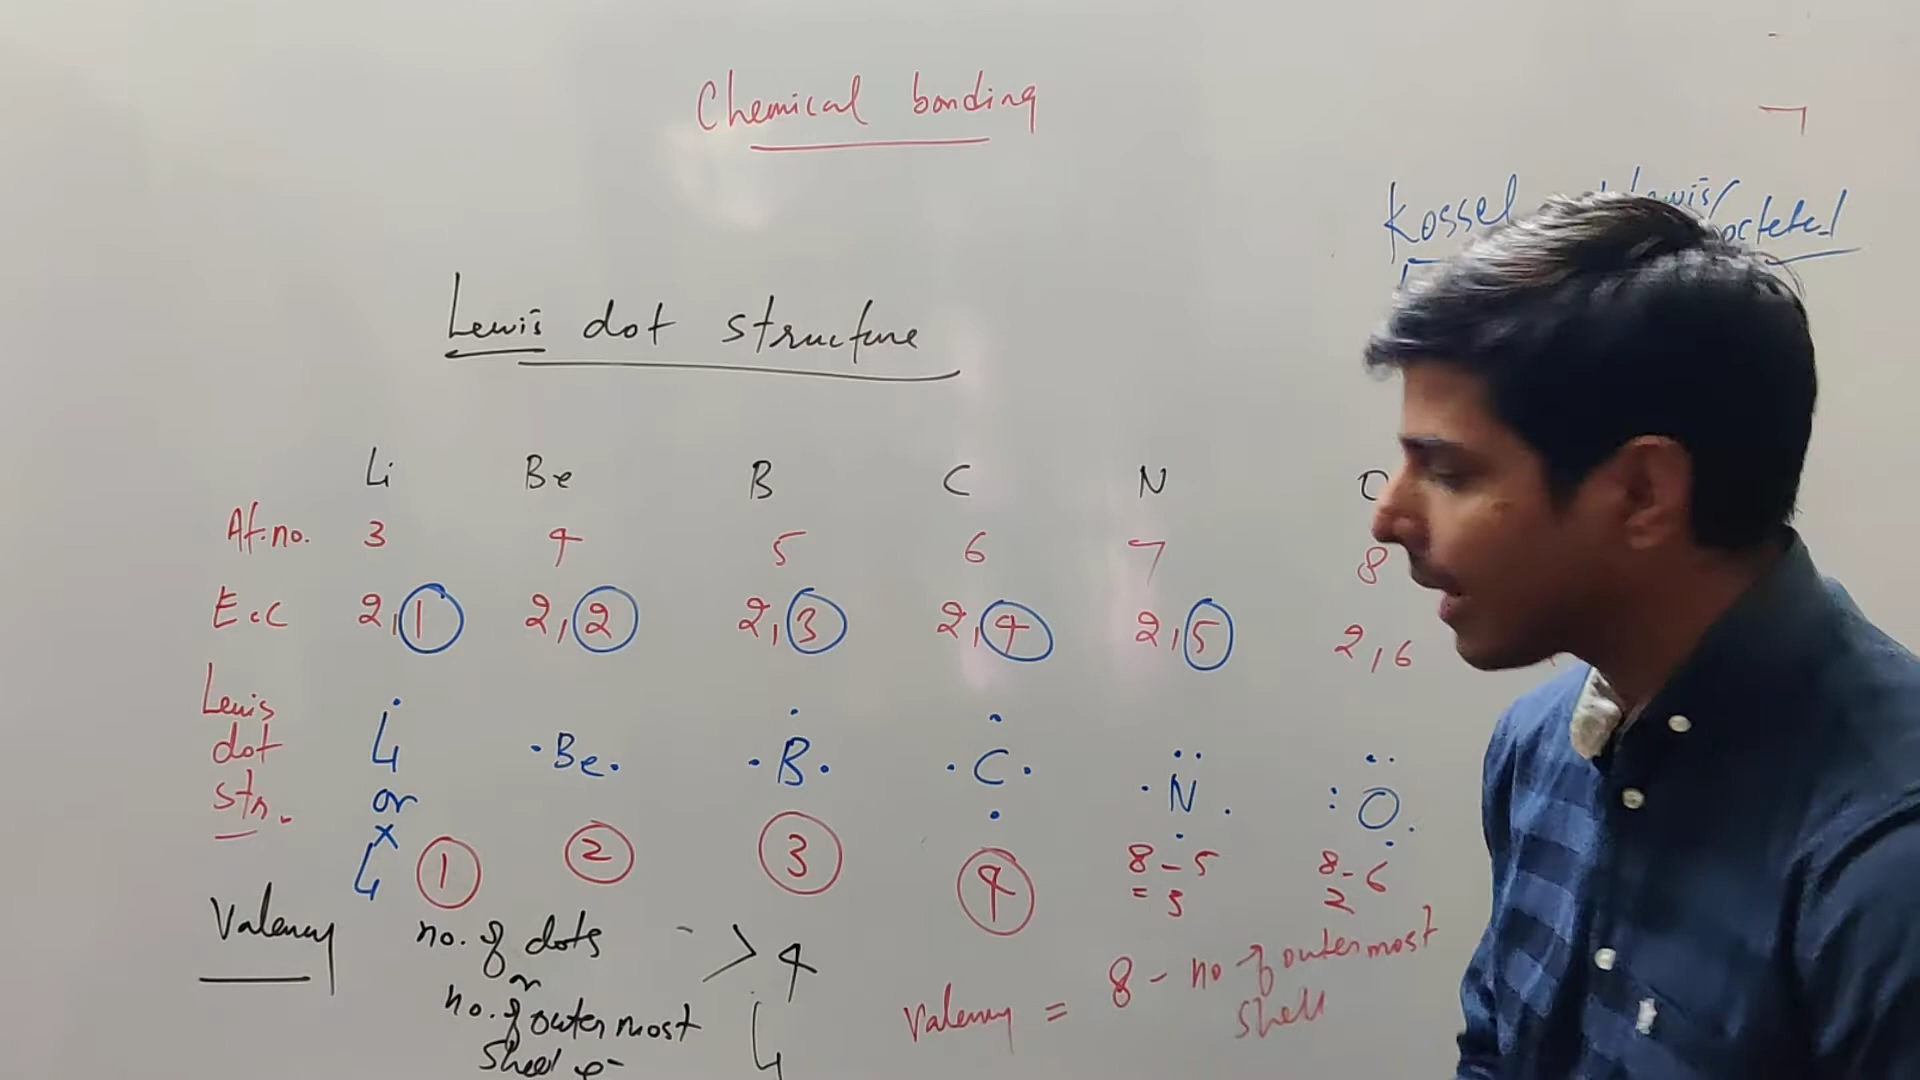 Chemical bonding
Kossel Lewis/
octetel
Lewis dot structure
Li Be B C N
At.no. 3 4 5 6 7 8
E.C 2,1 2,2 2,3 2,4 2,5 2,6
Lewis
dot
str.
Li
or
x
Li
·Be. ·B. ·C. ·N. :O.
1 2 3 4
8-5
= 3
8-6
2
Valency
no. of dots
or
no. of outermost
shell e-
> 4
Valency = 8 - no of outermost
shell